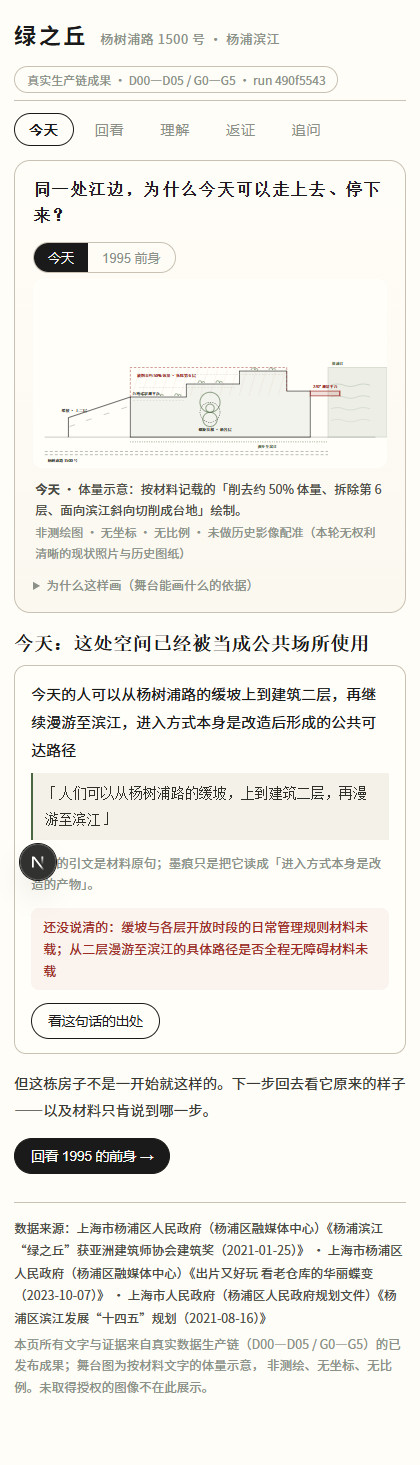 绿之丘 杨树浦路 1500 号 · 杨浦滨江
真实生产链成果 · D00—D05 / G0—G5 · run 490f5543
今天 回看 理解 返证 追问
同一处江边，为什么今天可以走上去、停下
来？
今天 1995 前身
今天 · 体量示意：按材料记载的「削去约 50% 体量、拆除第 6
层、面向滨江斜向切削成台地」绘制。
非测绘图 · 无坐标 · 无比例 · 未做历史影像配准（本轮无权利
清晰的现状照片与历史图纸）
▶ 为什么这样画（舞台能画什么的依据）
今天：这处空间已经被当成公共场所使用
今天的人可以从杨树浦路的缓坡上到建筑二层，再继
续漫游至滨江，进入方式本身是改造后形成的公共可
达路径
「人们可以从杨树浦路的缓坡，上到建筑二层，再漫
游至滨江」
N
的引文是材料原句；墨痕只是把它读成「进入方式本身是改
造的产物」。
还没说清的：缓坡与各层开放时段的日常管理规则材料未
载；从二层漫游至滨江的具体路径是否全程无障碍材料未
载
看这句话的出处
但这栋房子不是一开始就这样的。下一步回去看它原来的样子
——以及材料只肯说到哪一步。
回看 1995 的前身 →
数据来源：上海市杨浦区人民政府（杨浦区融媒体中心）《杨浦滨江
“绿之丘”获亚洲建筑师协会建筑奖（2021-01-25）》 · 上海市杨浦区
人民政府（杨浦区融媒体中心）《出片又好玩 看老仓库的华丽蝶变
（2023-10-07）》 · 上海市人民政府（杨浦区人民政府规划文件）《杨
浦区滨江发展“十四五”规划（2021-08-16）》
本页所有文字与证据来自真实数据生产链（D00—D05 / G0—G5）的已
发布成果；舞台图为按材料文字的体量示意， 非测绘、无坐标、无比
例。未取得授权的图像不在此展示。